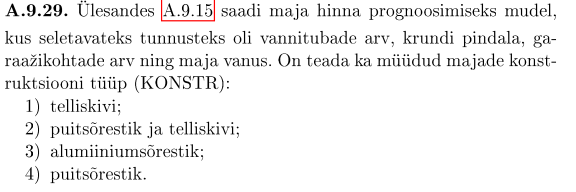 A.9.29. Ülesandes A.9.15 saadi maja hinna prognoosimiseks mudel,
kus seletavateks tunnusteks oli vannitubade arv, krundi pindala, ga-
raažikohtade arv ning maja vanus. On teada ka müüdud majade konst-
ruktsiooni tüüp (KONSTR):
1) telliskivi;
2) puitsõrestik ja telliskivi;
3) alumiiniumsõrestik;
4) puitsõrestik.